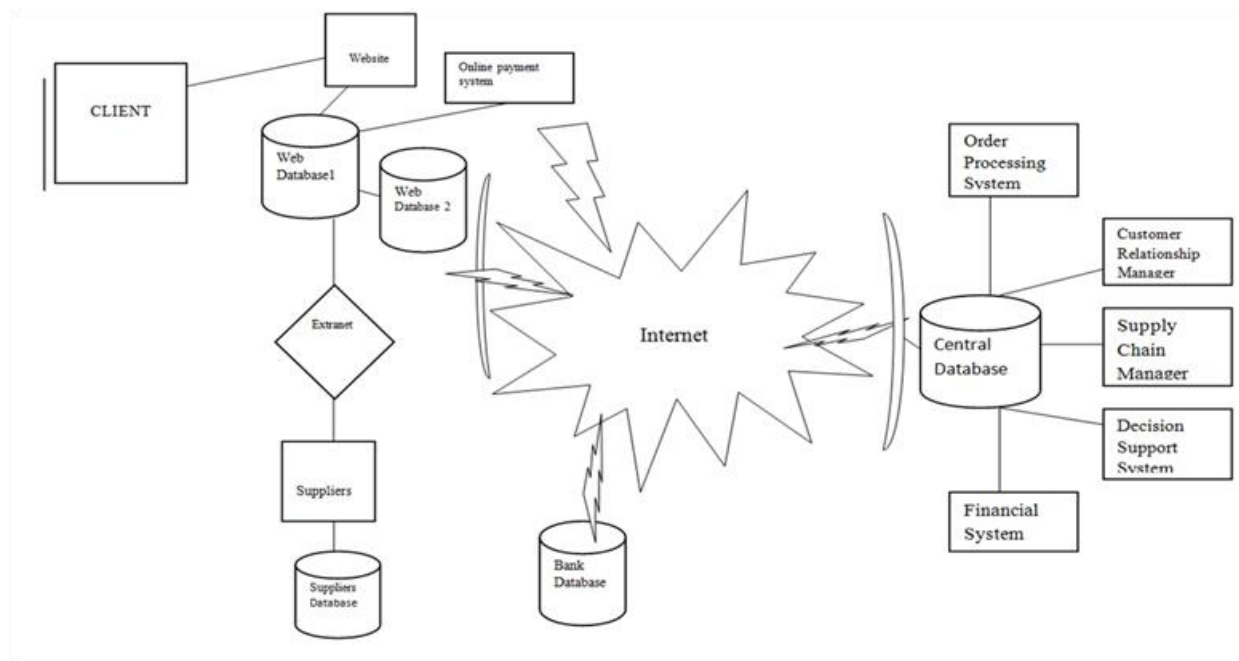 Website
Online payment
system
CLIENT
Web
Database1
Web
Database 2
Order
Processing
System
Customer
Relationship
Manager
Extranet
Internet
Central
Database
Supply
Chain
Manager
Decision
Support
System
Suppliers
Financial
System
Bank
Database
Suppliers
Database